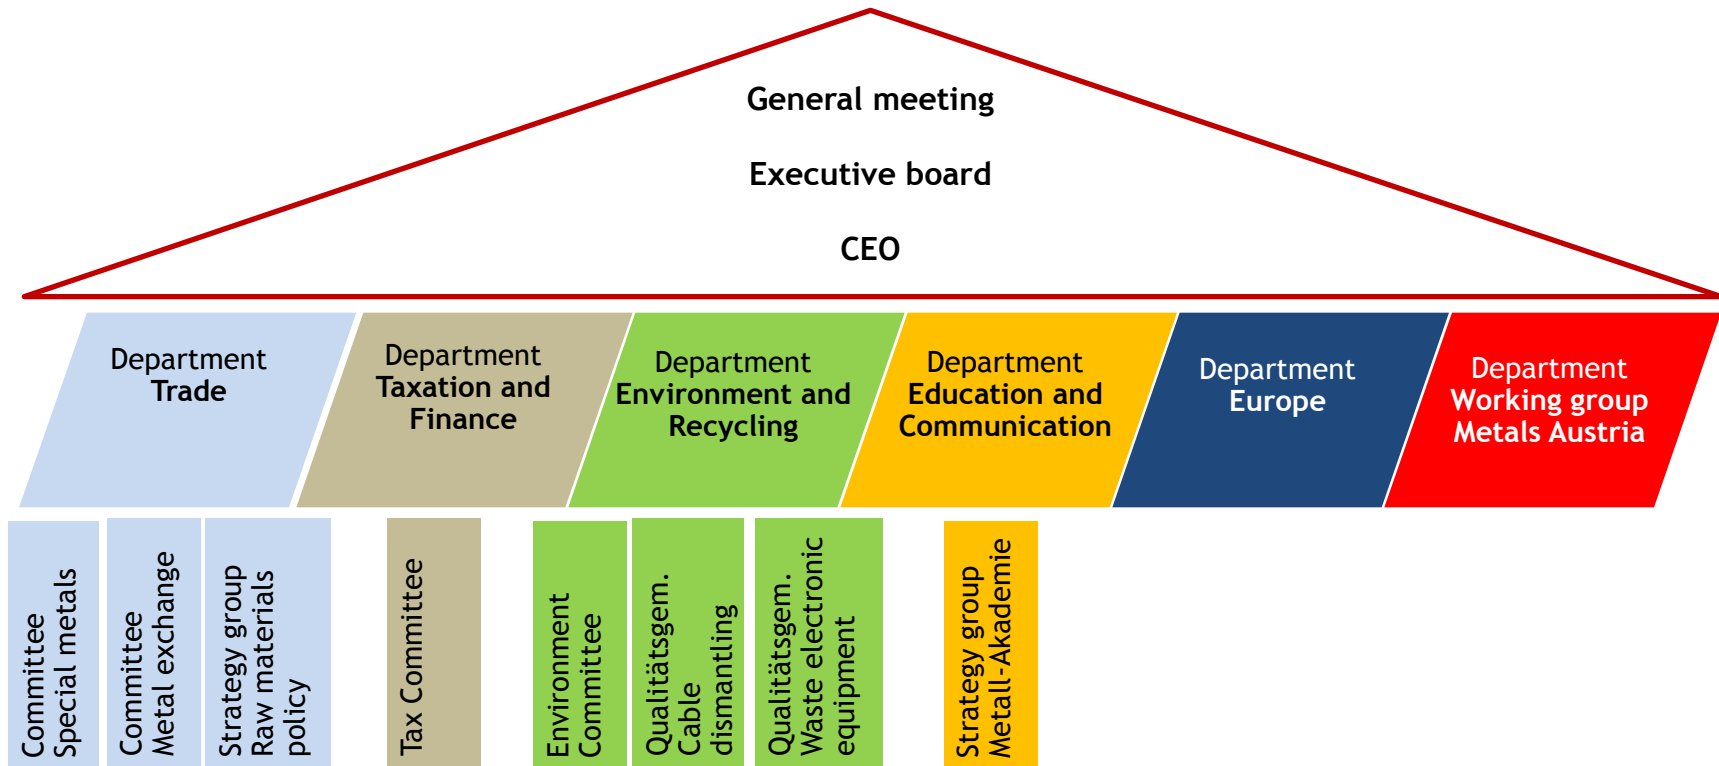 General meeting
Executive board
CEO
Department
Trade
Department
Taxation and
Finance
Department
Environment and
Recycling
Department
Education and
Communication
Department
Europe
Department
Working group
Metals Austria
Committee
Special metals
Committee
Metal exchange
Strategy group
Raw materials
policy
Tax Committee
Environment
Committee
Qualitätsgem.
Cable
dismantling
Qualitätsgem.
Waste electronic
equipment
Strategy group
Metall-Akademie